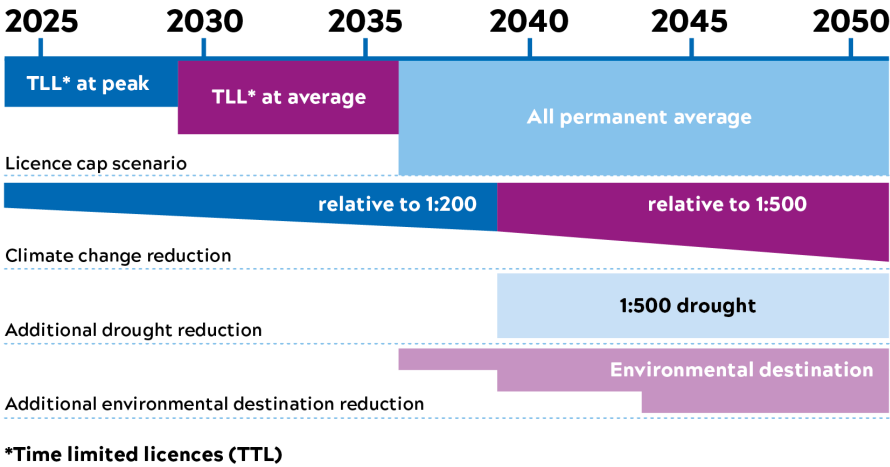 2025 2030 2035 2040 2045 2050
TLL* at peak
TLL* at average
All permanent average
Licence cap scenario
relative to 1:200
relative to 1:500
Climate change reduction
1:500 drought
Additional drought reduction
Environmental destination
Additional environmental destination reduction
*Time limited licences (TTL)